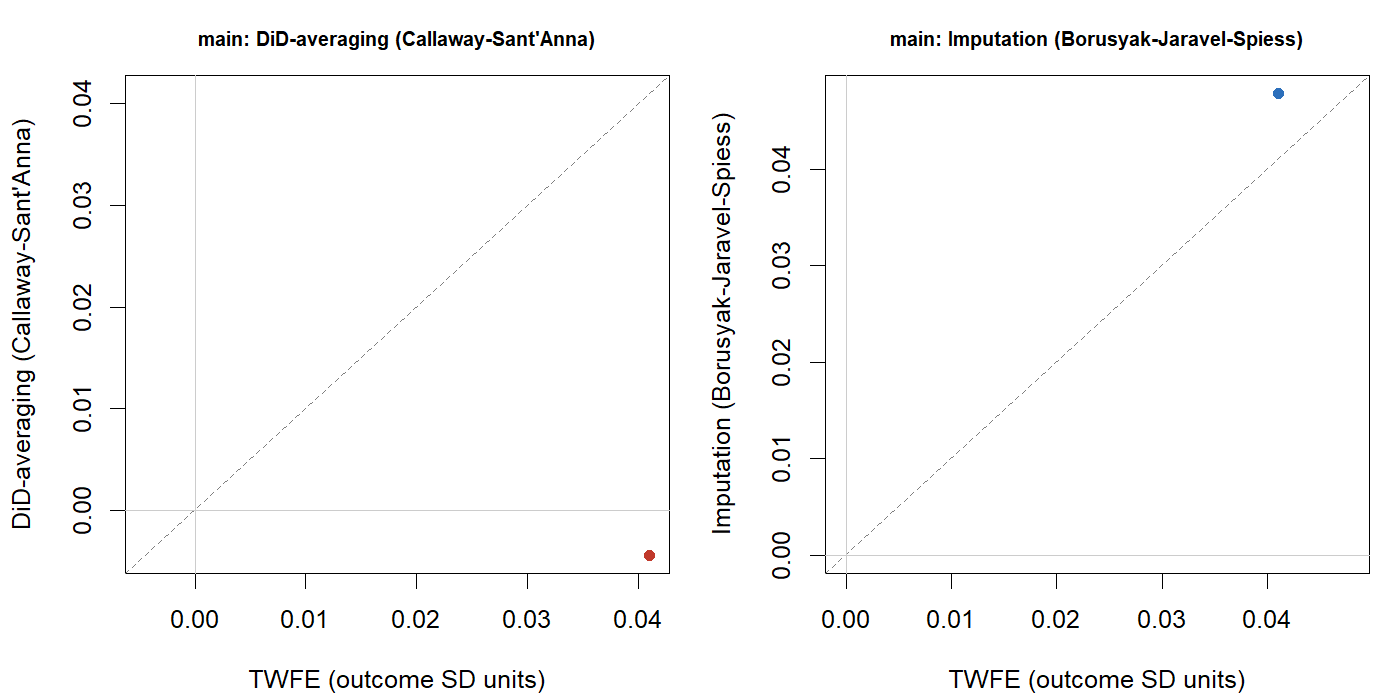 main: DiD-averaging (Callaway-Sant'Anna)
DiD-averaging (Callaway-Sant'Anna)
0.04
0.03
0.02
0.01
0.00
0.00 0.01 0.02 0.03 0.04
TWFE (outcome SD units)
main: Imputation (Borusyak-Jaravel-Spiess)
Imputation (Borusyak-Jaravel-Spiess)
0.04
0.03
0.02
0.01
0.00
0.00 0.01 0.02 0.03 0.04
TWFE (outcome SD units)